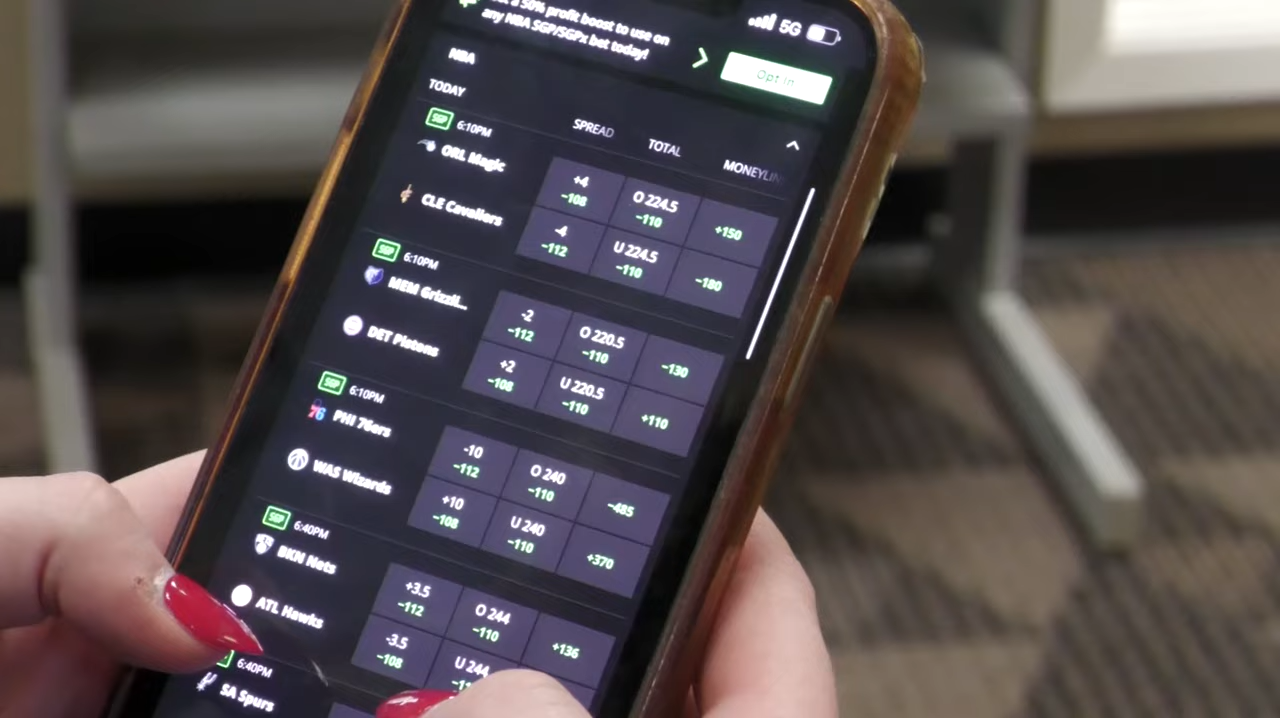 a 50% profit boost to use on
any NBA SGP/SGPx bet today!
Opt In
5G
NBA
TODAY
SPREAD TOTAL MONEYLIN
SGP 6:10PM
ORL Magic +4 -108 O 224.5 -110 +150
CLE Cavaliers -4 -112 U 224.5 -110 -180
SGP 6:10PM
MEM Grizzli... -2 -112 O 220.5 -110 -130
DET Pistons +2 -108 U 220.5 -110 +110
SGP 6:10PM
76
PHI 76ers -10 -112 O 240 -110 -485
WAS Wizards +10 -108 U 240 -110 +370
SGP 6:40PM
BKN Nets +3.5 -112 O 244 -110 +136
ATL Hawks -3.5 -108 U 244
6:40PM
SA Spurs